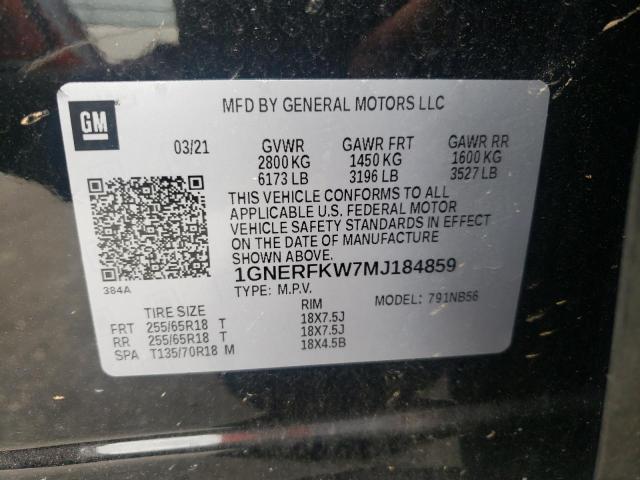 GM
MFD BY GENERAL MOTORS LLC
03/21 GVWR GAWR FRT GAWR RR
2800 KG 1450 KG 1600 KG
6173 LB 3196 LB 3527 LB
THIS VEHICLE CONFORMS TO ALL
APPLICABLE U.S. FEDERAL MOTOR
VEHICLE SAFETY STANDARDS IN EFFECT
ON THE DATE OF MANUFACTURE
SHOWN ABOVE.
384A
1GNERFKW7MJ184859
TYPE: M.P.V. MODEL: 791NB56
TIRE SIZE RIM
FRT 255/65R18 T 18X7.5J
RR 255/65R18 T 18X7.5J
SPA T135/70R18 M 18X4.5B